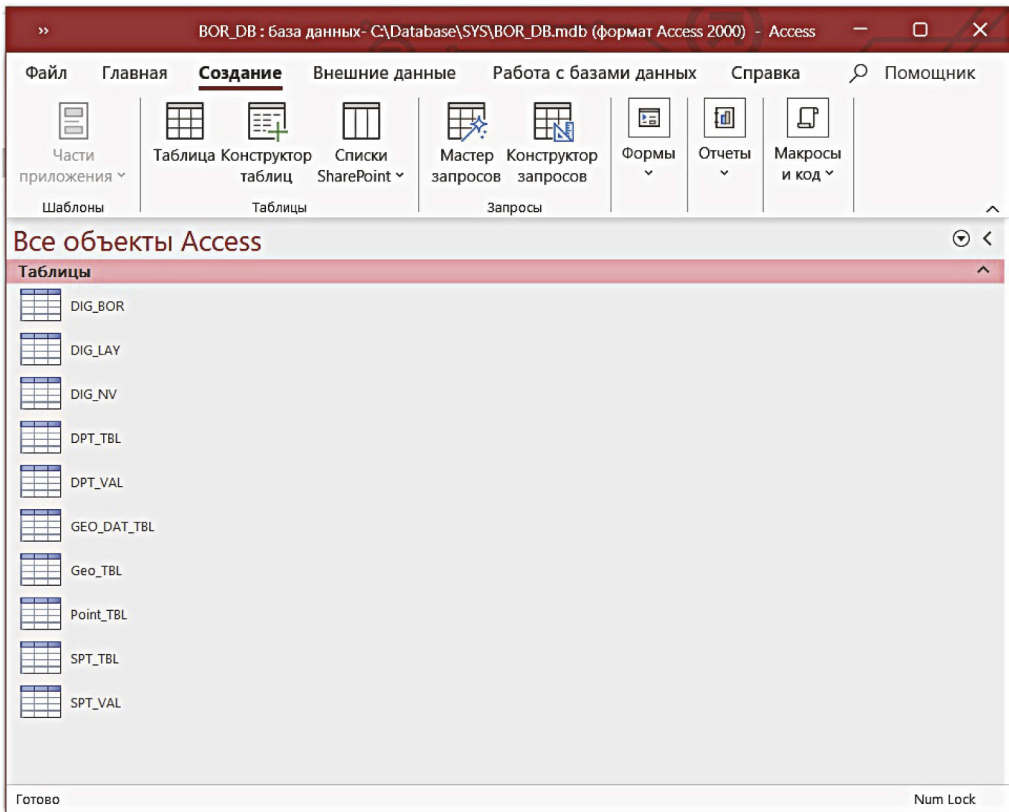 BOR_DB : база данных- C:\Database\SYS\BOR_DB.mdb (формат Access 2000) - Access
Файл Главная Создание Внешние данные Работа с базами данных Справка Помощник
Части приложения
Таблица
Конструктор таблиц
Списки SharePoint
Мастер запросов
Конструктор запросов
Формы
Отчеты
Макросы и код
Шаблоны Таблицы Запросы
Все объекты Access
Таблицы
DIG_BOR
DIG_LAY
DIG_NV
DPT_TBL
DPT_VAL
GEO_DAT_TBL
Geo_TBL
Point_TBL
SPT_TBL
SPT_VAL
Готово Num Lock